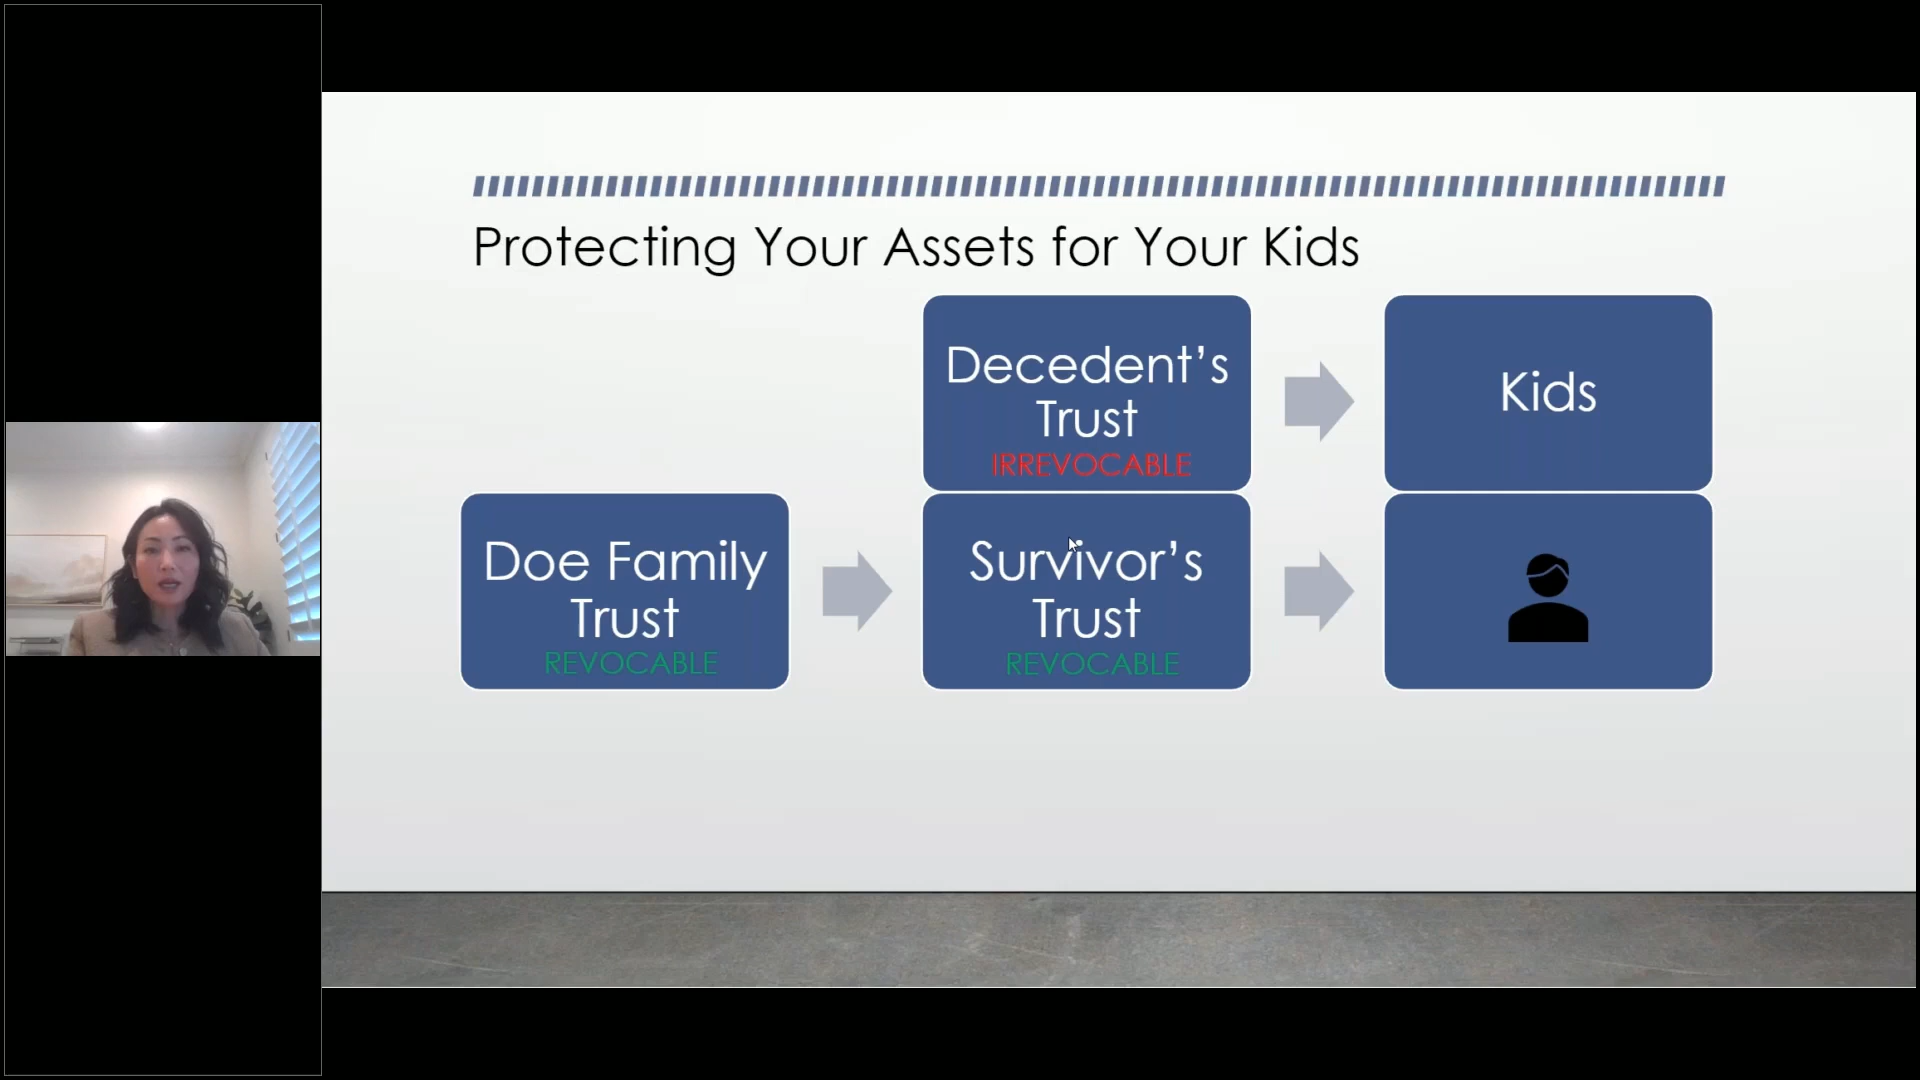 Protecting Your Assets for Your Kids
Decedent's
Trust
IRREVOCABLE
Kids
Doe Family
Trust
REVOCABLE
Survivor's
Trust
REVOCABLE